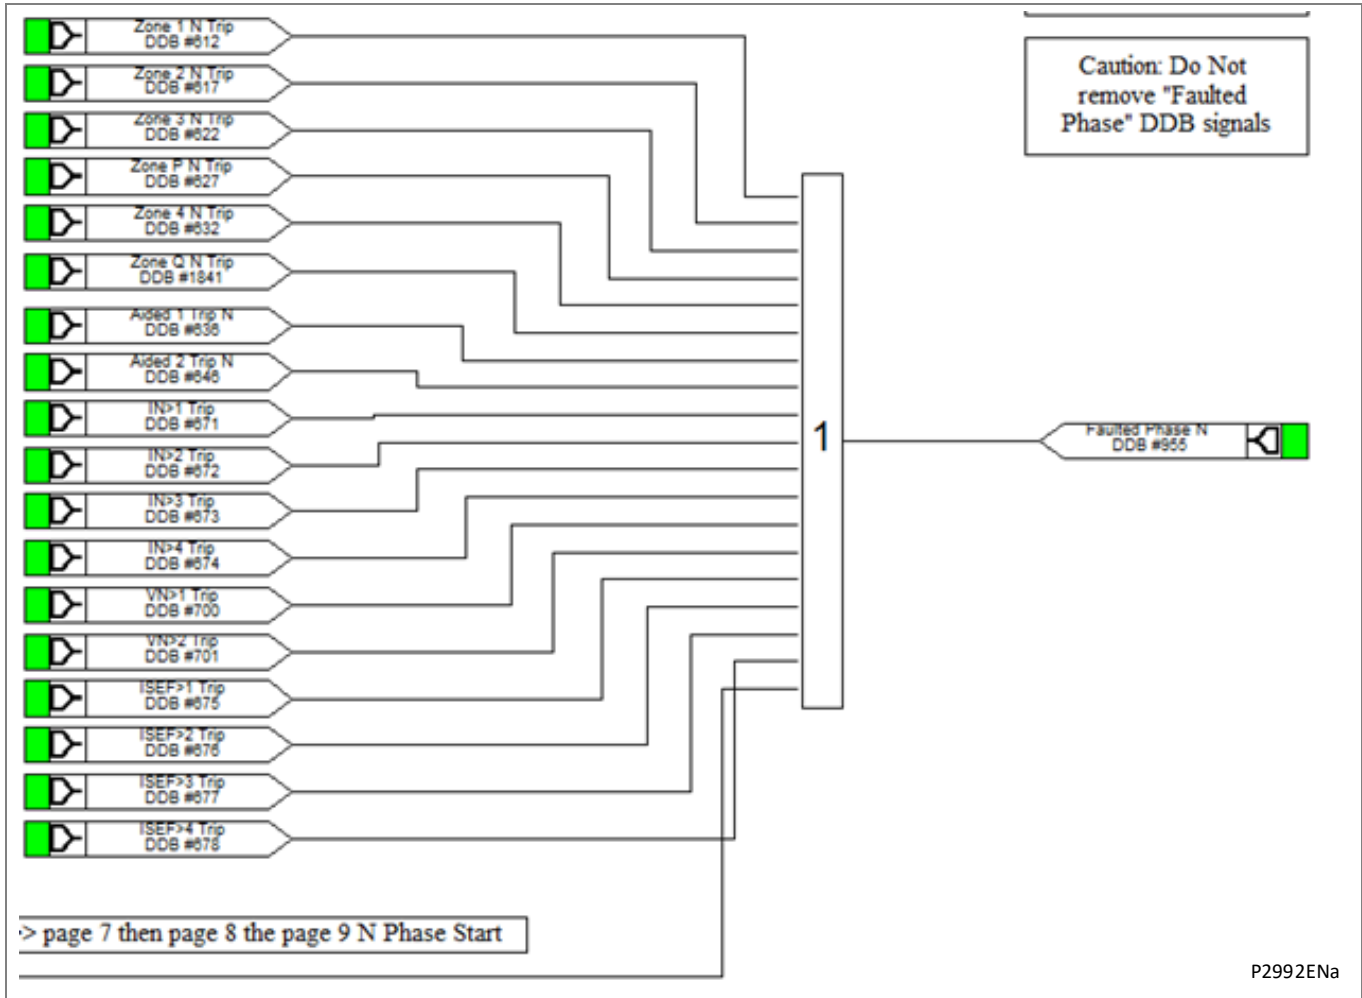 Zone 1 N Trip
DDB #612
Zone 2 N Trip
DDB #617
Zone 3 N Trip
DDB #622
Zone P N Trip
DDB #627
Zone 4 N Trip
DDB #632
Zone Q N Trip
DDB #1841
Aided 1 Trip N
DDB #636
Aided 2 Trip N
DDB #646
IN>1 Trip
DDB #671
IN>2 Trip
DDB #672
IN>3 Trip
DDB #673
IN>4 Trip
DDB #674
VN>1 Trip
DDB #700
VN>2 Trip
DDB #701
ISEF>1 Trip
DDB #675
ISEF>2 Trip
DDB #676
ISEF>3 Trip
DDB #677
ISEF>4 Trip
DDB #678
1
Caution: Do Not
remove "Faulted
Phase" DDB signals
Faulted Phase N
DDB #955
> page 7 then page 8 the page 9 N Phase Start
P2992ENa